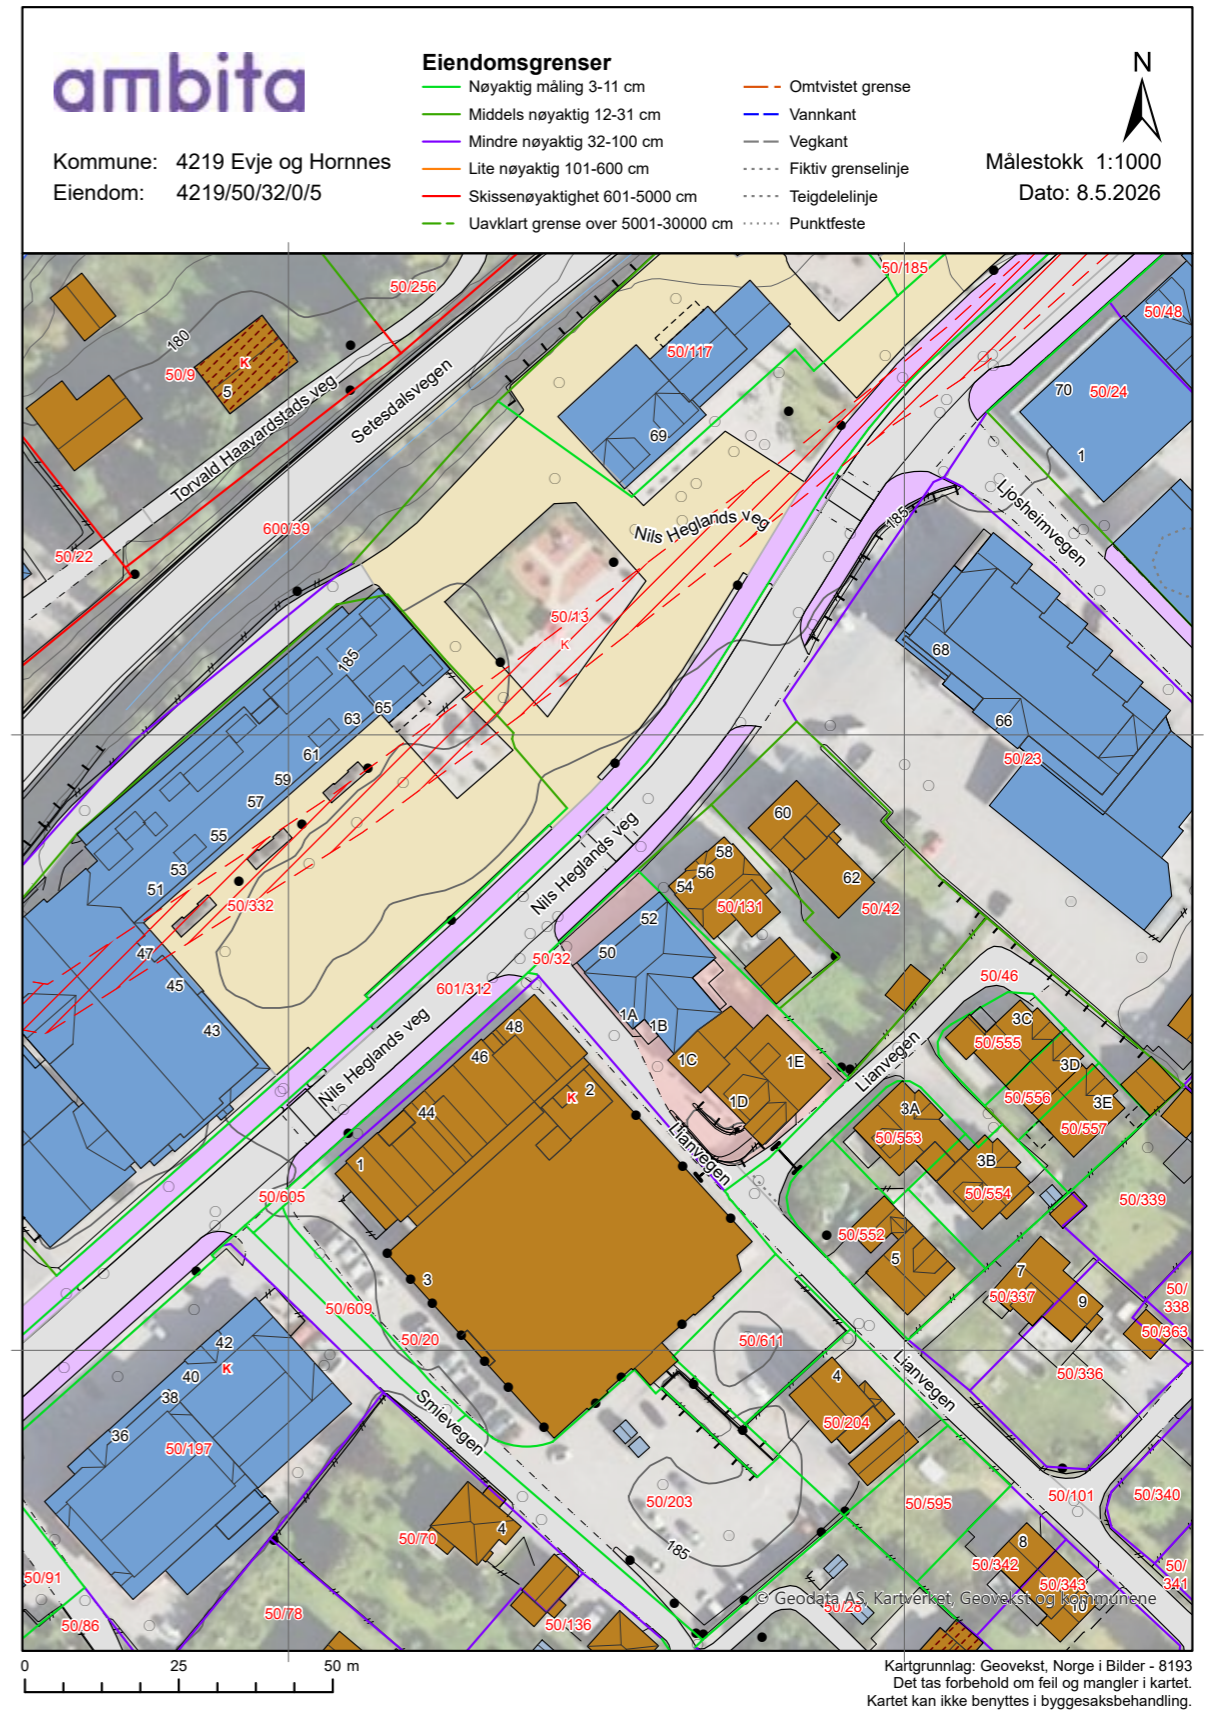 ambita
Kommune: 4219 Evje og Hornnes
Eiendom: 4219/50/32/0/5
Eiendomsgrenser
Nøyaktig måling 3-11 cm
Middels nøyaktig 12-31 cm
Mindre nøyaktig 32-100 cm
Lite nøyaktig 101-600 cm
Skissenøyaktighet 601-5000 cm
Uavklart grense over 5001-30000 cm
Omtvistet grense
Vannkant
Vegkant
Fiktiv grenselinje
Teigdelelinje
Punktfeste
N
Målestokk 1:1000
Dato: 8.5.2026
50/185
50/256
50/48
180
50/9
K
5
50/117
70
50/24
Torvald Haavardstads veg
Setesdalsvegen
69
1
Nils Heglands veg
185
Ljosheimvegen
600/39
50/22
50/13
K
68
185
65
63
66
61
50/23
59
57
60
Nils Heglands veg
55
58
56
53
54
62
51
50/332
50/131
50/42
52
47
50
50/32
45
601/312
50/46
43
1A
1B
48
3C
Nils Heglands veg
46
50/555
Lianvegen
1C
1E
3D
K
2
50/556
44
1D
3A
3E
50/557
50/553
Lianvegen
1
3B
50/605
50/554
50/339
50/552
5
3
7
50/337
9
50/
338
50/609
50/20
50/611
50/363
42
K
40
38
Lianvegen
4
50/336
Smievegen
50/204
36
50/197
50/203
50/595
50/101
50/340
50/70
4
185
8
50/342
50/343
50/
341
50/91
10
50/28
50/86
50/78
50/136
© Geodata AS, Kartverket, Geovekst og kommunene
0 25 50 m
Kartgrunnlag: Geovekst, Norge i Bilder - 8193
Det tas forbehold om feil og mangler i kartet.
Kartet kan ikke benyttes i byggesaksbehandling.